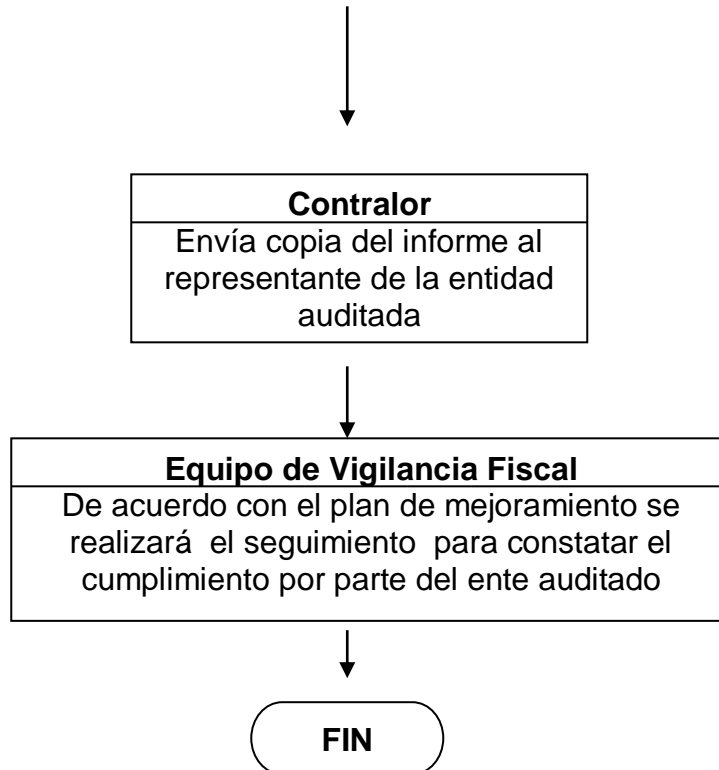 Contralor
Envía copia del informe al
representante de la entidad
auditada
Equipo de Vigilancia Fiscal
De acuerdo con el plan de mejoramiento se
realizará  el seguimiento  para constatar el
cumplimiento por parte del ente auditado
FIN